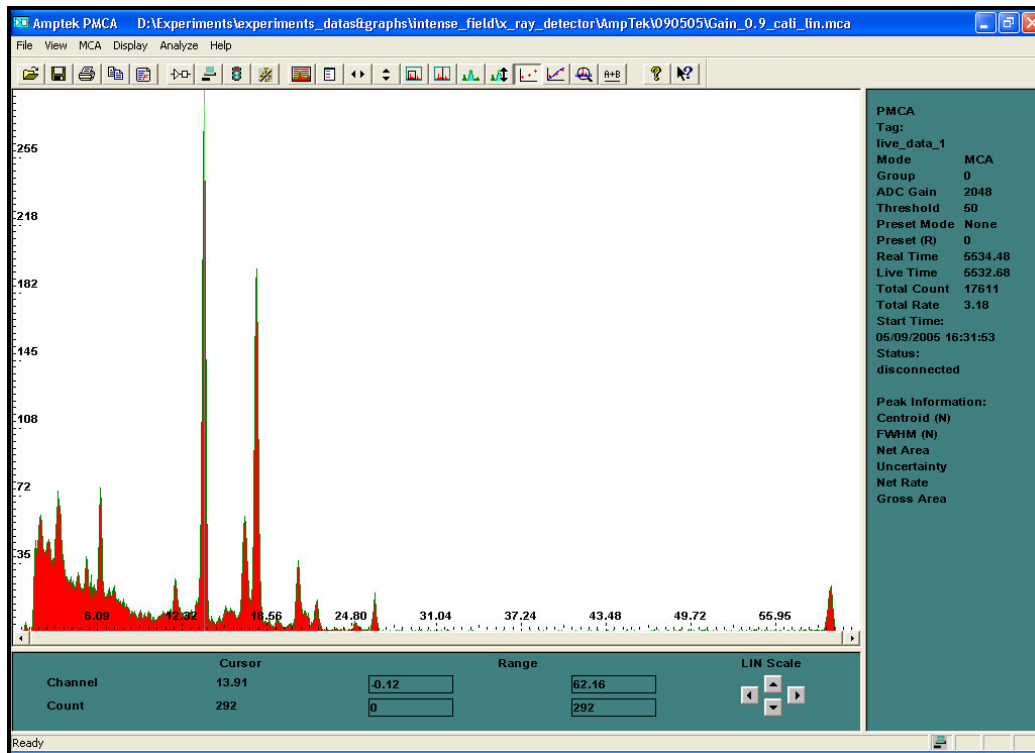 Amptek PMCA D:\Experiments\experiments_datas&graphs\intense_field\x_ray_detector\AmpTek\090505\Gain_0.9_cali_lin.mca
File View MCA Display Analyze Help
A+B
255
218
182
145
108
72
35
6.09 12.32 18.56 24.80 31.04 37.24 43.48 49.72 55.95
PMCA
Tag:
live_data_1
Mode MCA
Group 0
ADC Gain 2048
Threshold 50
Preset Mode None
Preset (R) 0
Real Time 5534.48
Live Time 5532.68
Total Count 17611
Total Rate 3.18
Start Time:
05/09/2005 16:31:53
Status:
disconnected
Peak Information:
Centroid (N)
FWHM (N)
Net Area
Uncertainty
Net Rate
Gross Area
Cursor Range LIN Scale
Channel 13.91 -0.12 62.16
Count 292 0 292
Ready